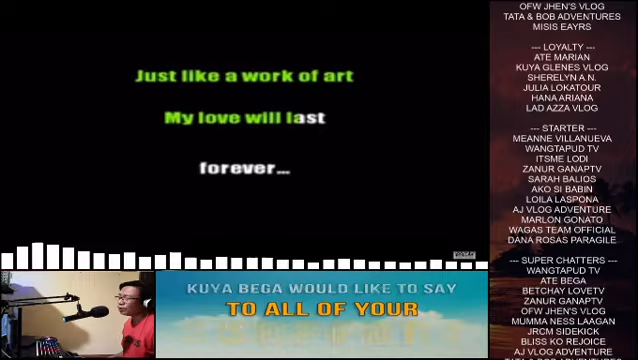 Just like a work of art
My love will last
forever...
KUYA BEGA WOULD LIKE TO SAY
TO ALL OF YOUR
OFW JHEN'S VLOG
TATA & BOB ADVENTURES
MISIS EAYRS
--- LOYALTY ---
ATE MARIAN
KUYA GLENES VLOG
SHERELYN A.N.
JULIA LOKATOUR
HANA ARIANA
LAD AZZA VLOG
--- STARTER ---
MEANNE VILLANUEVA
WANGTAPUD TV
ITSME LODI
ZANUR GANAPTV
SARAH BALIOS
AKO SI BABIN
LOILA LASPONA
AJ VLOG ADVENTURE
MARLON GONATO
WAGAS TEAM OFFICIAL
DANA ROSAS PARAGILE
--- SUPER CHATTERS ---
WANGTAPUD TV
ATE BEGA
BETCHAY LOVETV
ZANUR GANAPTV
OFW JHEN'S VLOG
MUMMA NESS LAAGAN
JRCM SIDEKICK
BLISS KO REJOICE
AJ VLOG ADVENTURE
TATA & BOB ADVENTURES